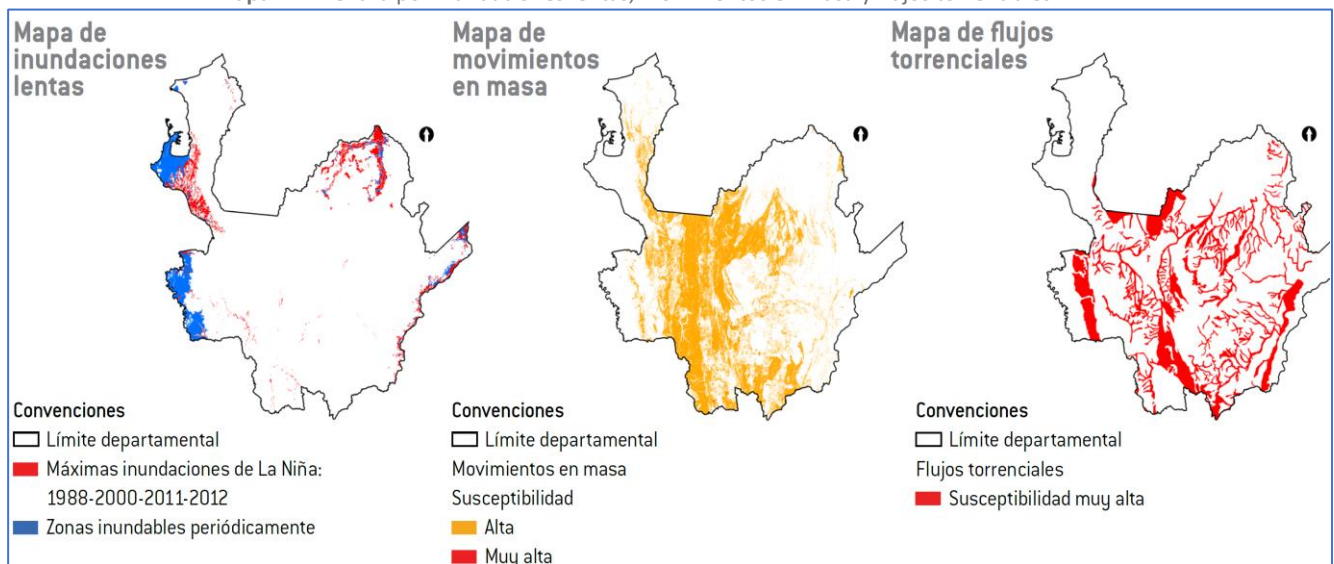 Mapa de
inundaciones
lentas
Mapa de
movimientos
en masa
Mapa de flujos
torrenciales
Convenciones
Límite departamental
Máximas inundaciones de La Niña:
1988-2000-2011-2012
Zonas inundables periódicamente
Convenciones
Límite departamental
Movimientos en masa
Susceptibilidad
Alta
Muy alta
Convenciones
Límite departamental
Flujos torrenciales
Susceptibilidad muy alta